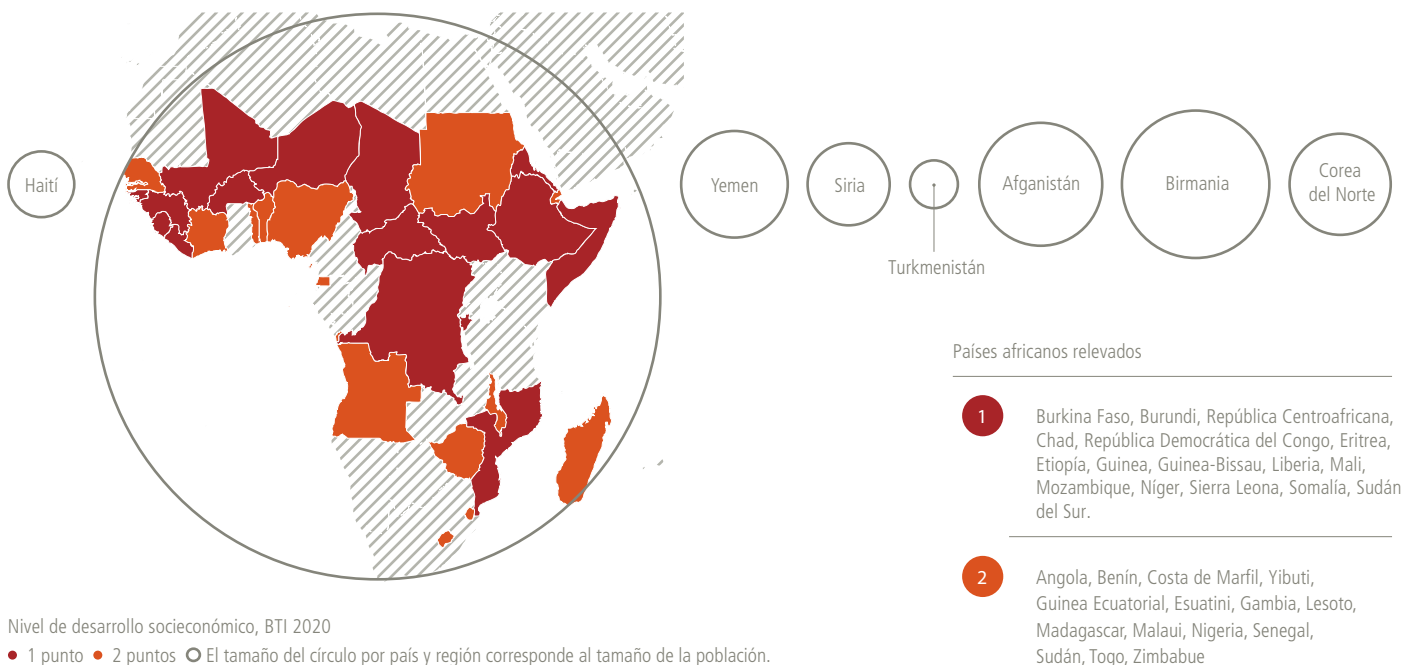 Haití
Yemen
Siria
Turkmenistán
Afganistán
Birmania
Corea
del Norte
Países africanos relevados
1
Burkina Faso, Burundi, República Centroafricana,
Chad, República Democrática del Congo, Eritrea,
Etiopía, Guinea, Guinea-Bissau, Liberia, Mali,
Mozambique, Níger, Sierra Leona, Somalía, Sudán
del Sur.
2
Angola, Benín, Costa de Marfil, Yibuti,
Guinea Ecuatorial, Esuatini, Gambia, Lesoto,
Madagascar, Malaui, Nigeria, Senegal,
Sudán, Togo, Zimbabue
Nivel de desarrollo socieconómico, BTI 2020
1 punto 2 puntos El tamaño del círculo por país y región corresponde al tamaño de la población.